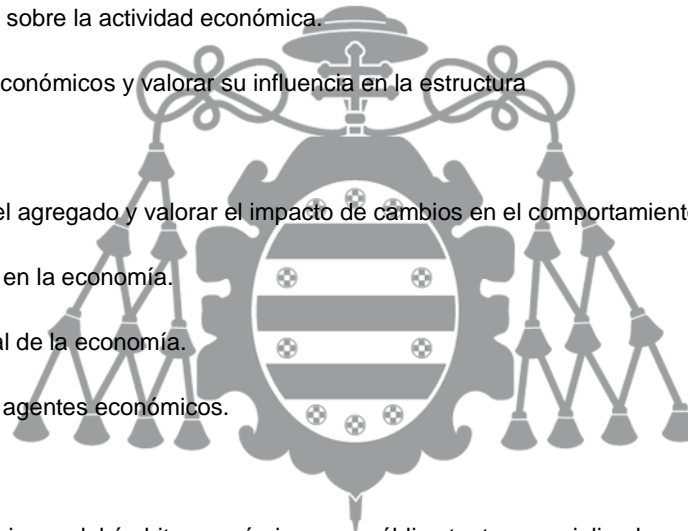 sobre la actividad económica.
conómicos y valorar su influencia en la estructura
el agregado y valorar el impacto de cambios en el comportamiento
en la economía.
al de la economía.
agentes económicos.